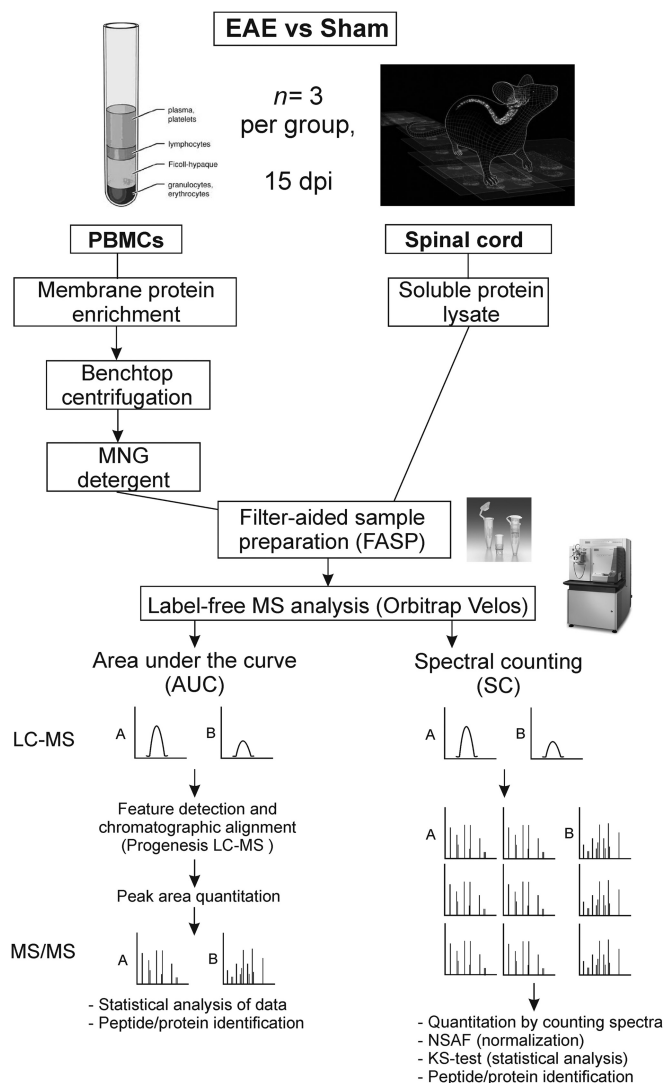 EAE vs Sham
plasma,
platelets
lymphocytes
Ficoll-hypaque
granulocytes,
erythrocytes
n= 3
per group,
15 dpi
PBMCs
Spinal cord
Membrane protein
enrichment
Soluble protein
lysate
Benchtop
centrifugation
MNG
detergent
Filter-aided sample
preparation (FASP)
Label-free MS analysis (Orbitrap Velos)
Area under the curve
(AUC)
Spectral counting
(SC)
LC-MS
A
B
A
B
Feature detection and
chromatographic alignment
(Progenesis LC-MS )
Peak area quantitation
A
B
MS/MS
A
B
- Statistical analysis of data
- Peptide/protein identification
- Quantitation by counting spectra
- NSAF (normalization)
- KS-test (statistical analysis)
- Peptide/protein identification